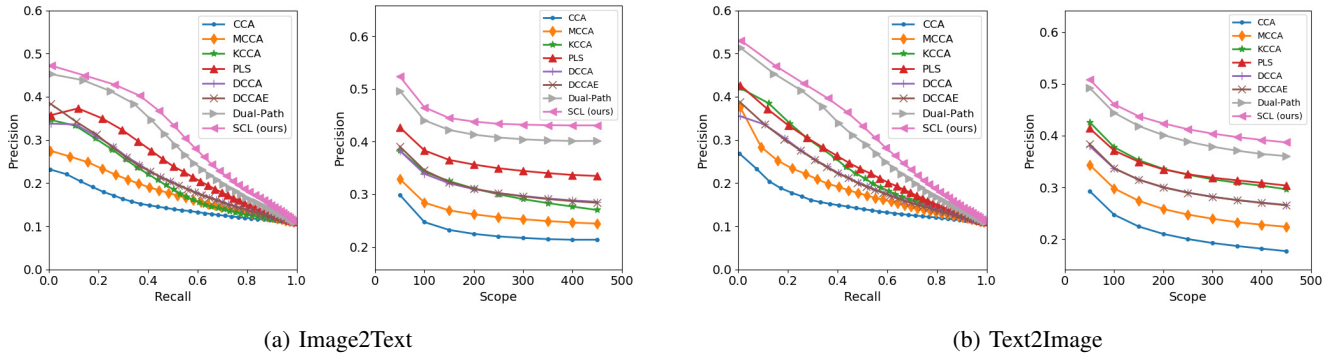 0.6
0.5
0.4
0.3
0.2
0.1
0.0
Precision
0.0 0.2 0.4 0.6 0.8 1.0
Recall
CCA
MCCA
KCCA
PLS
DCCA
DCCAE
Dual-Path
SCL (ours)
0.6
0.5
0.4
0.3
0.2
Precision
0 100 200 300 400 500
Scope
CCA
MCCA
KCCA
PLS
DCCA
DCCAE
Dual-Path
SCL (ours)
(a) Image2Text
0.6
0.5
0.4
0.3
0.2
0.1
0.0
Precision
0.0 0.2 0.4 0.6 0.8 1.0
Recall
CCA
MCCA
KCCA
PLS
DCCA
DCCAE
Dual-Path
SCL (ours)
0.6
0.5
0.4
0.3
0.2
Precision
0 100 200 300 400 500
Scope
CCA
MCCA
KCCA
PLS
DCCA
DCCAE
Dual-Path
SCL (ours)
(b) Text2Image